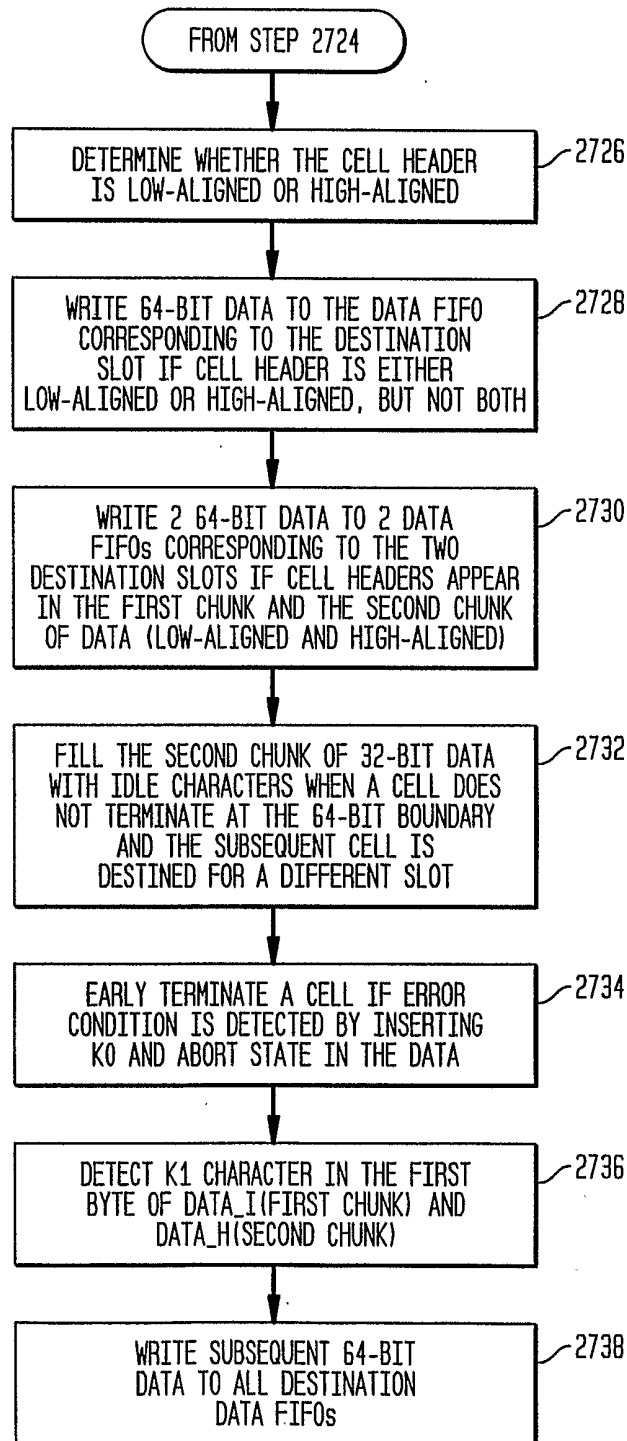 FROM STEP 2724
DETERMINE WHETHER THE CELL HEADER
IS LOW-ALIGNED OR HIGH-ALIGNED
2726
WRITE 64-BIT DATA TO THE DATA FIFO
CORRESPONDING TO THE DESTINATION
SLOT IF CELL HEADER IS EITHER
LOW-ALIGNED OR HIGH-ALIGNED, BUT NOT BOTH
2728
WRITE 2 64-BIT DATA TO 2 DATA
FIFOs CORRESPONDING TO THE TWO
DESTINATION SLOTS IF CELL HEADERS APPEAR
IN THE FIRST CHUNK AND THE SECOND CHUNK
OF DATA (LOW-ALIGNED AND HIGH-ALIGNED)
2730
FILL THE SECOND CHUNK OF 32-BIT DATA
WITH IDLE CHARACTERS WHEN A CELL DOES
NOT TERMINATE AT THE 64-BIT BOUNDARY
AND THE SUBSEQUENT CELL IS
DESTINED FOR A DIFFERENT SLOT
2732
EARLY TERMINATE A CELL IF ERROR
CONDITION IS DETECTED BY INSERTING
K0 AND ABORT STATE IN THE DATA
2734
DETECT K1 CHARACTER IN THE FIRST
BYTE OF DATA_I(FIRST CHUNK) AND
DATA_H(SECOND CHUNK)
2736
WRITE SUBSEQUENT 64-BIT
DATA TO ALL DESTINATION
DATA FIFOs
2738